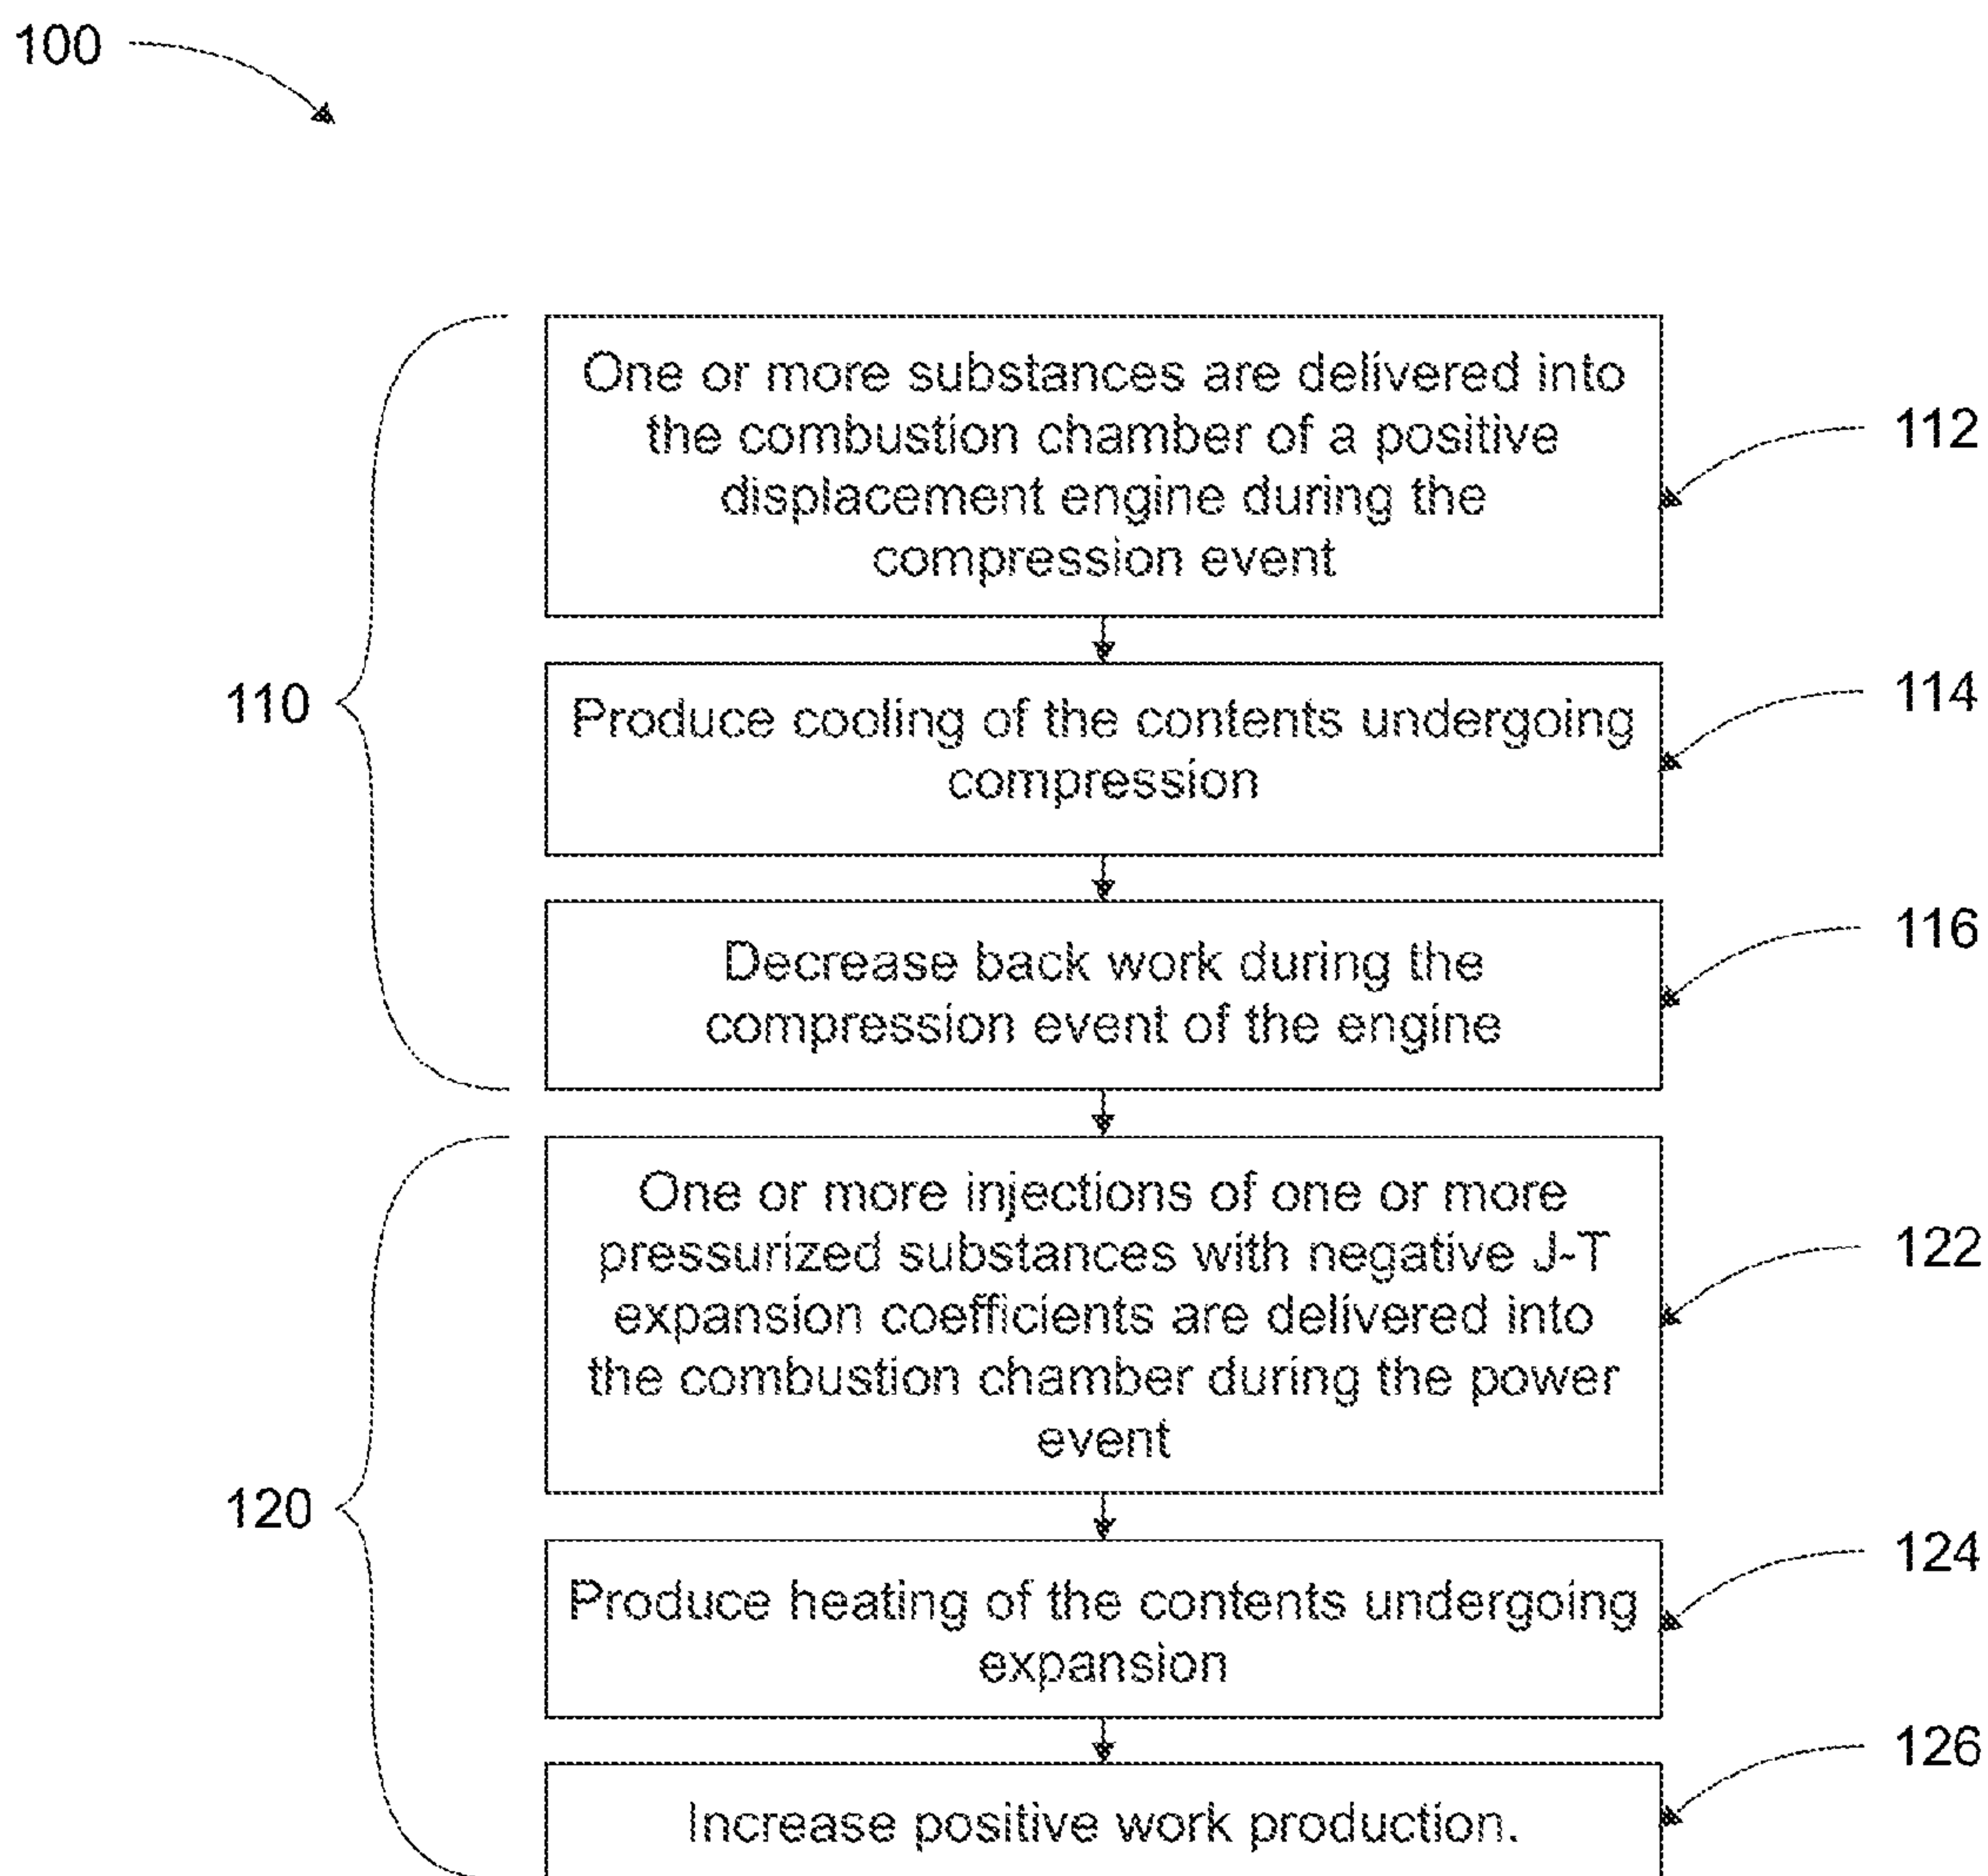 100
One or more substances are delivered into
the combustion chamber of a positive
displacement engine during the
compression event
112
Produce cooling of the contents undergoing
compression
114
110
Decrease back work during the
compression event of the engine
116
One or more injections of one or more
pressurized substances with negative J-T
expansion coefficients are delivered into
the combustion chamber during the power
event
122
120
Produce heating of the contents undergoing
expansion
124
Increase positive work production.
126